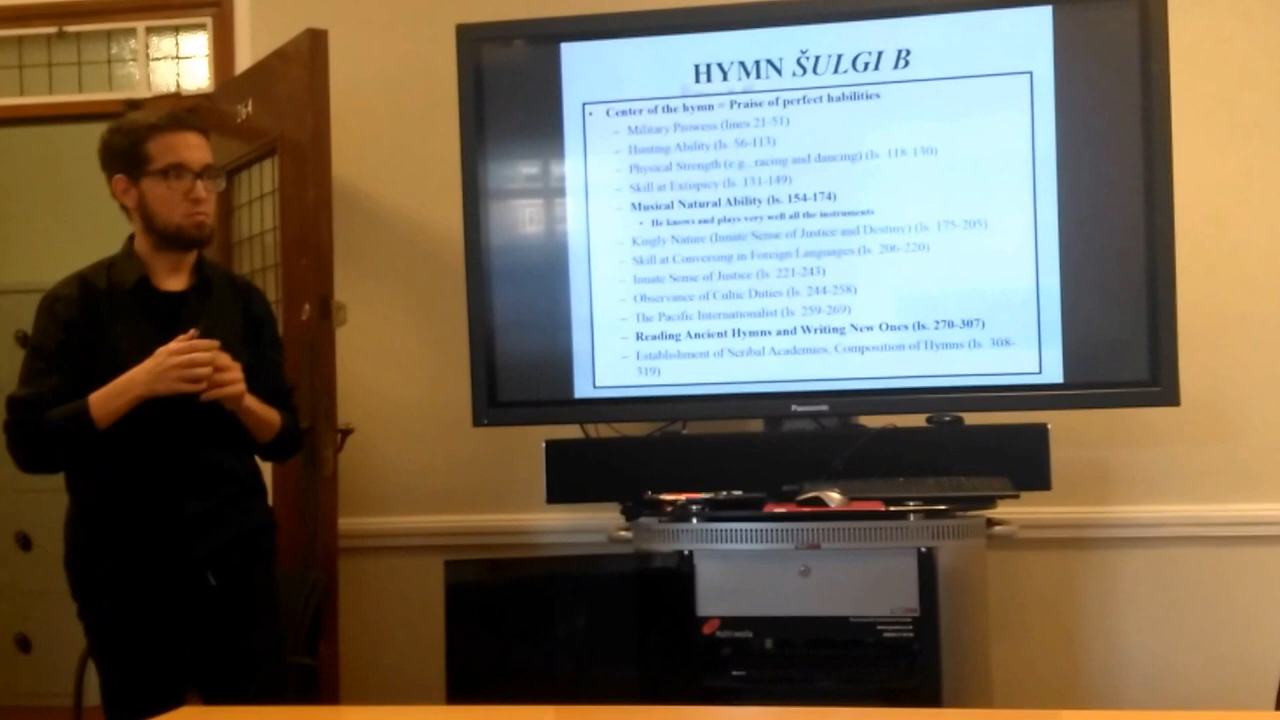 264
HYMN ŠULGI B
• Center of the hymn = Praise of perfect habilities
– Military Prowess (lines 21-51)
– Hunting Ability (ls. 56-113)
– Physical Strength (e.g., racing and dancing) (ls. 118-130)
– Skill at Extispicy (ls. 131-149)
– Musical Natural Ability (ls. 154-174)
• He knows and plays very well all the instruments
– Kingly Nature (Innate Sense of Justice and Destiny) (ls. 175-205)
– Skill at Conversing in Foreign Languages (ls. 206-220)
– Innate Sense of Justice (ls. 221-243)
– Observance of Cultic Duties (ls. 244-258)
– The Pacific Internationalist (ls. 259-269)
– Reading Ancient Hymns and Writing New Ones (ls. 270-307)
– Establishment of Scribal Academies, Composition of Hymns (ls. 308-
319)
Panasonic
Multimedia